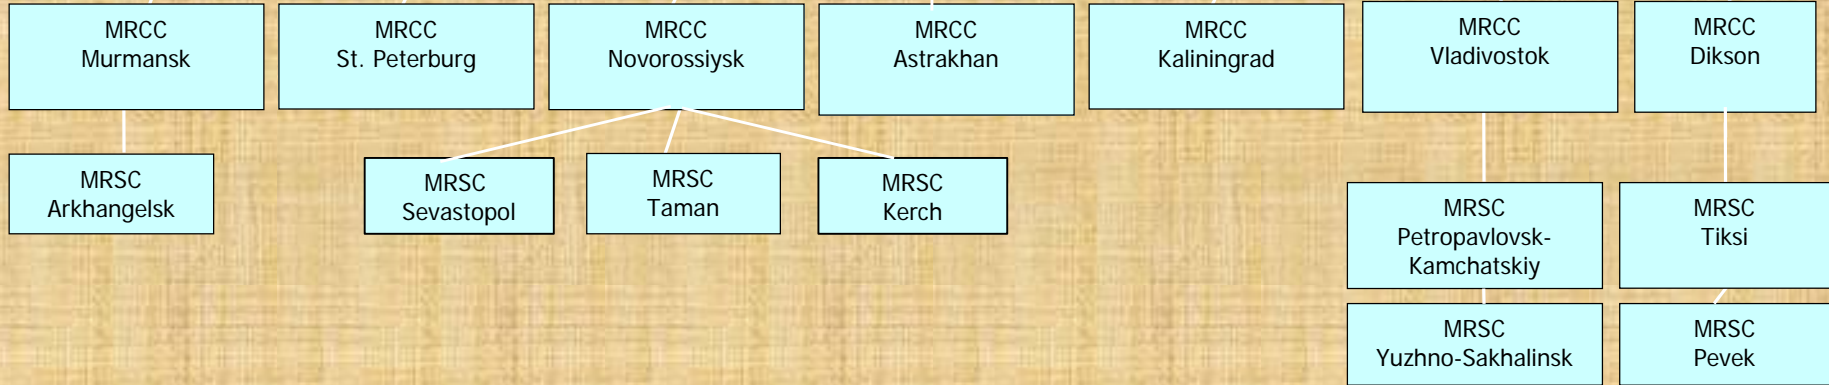 MRCC
Murmansk
MRCC
St. Peterburg
MRCC
Novorossiysk
MRCC
Astrakhan
MRCC
Kaliningrad
MRCC
Vladivostok
MRCC
Dikson
MRSC
Arkhangelsk
MRSC
Sevastopol
MRSC
Taman
MRSC
Kerch
MRSC
Petropavlovsk-
Kamchatskiy
MRSC
Tiksi
MRSC
Yuzhno-Sakhalinsk
MRSC
Pevek